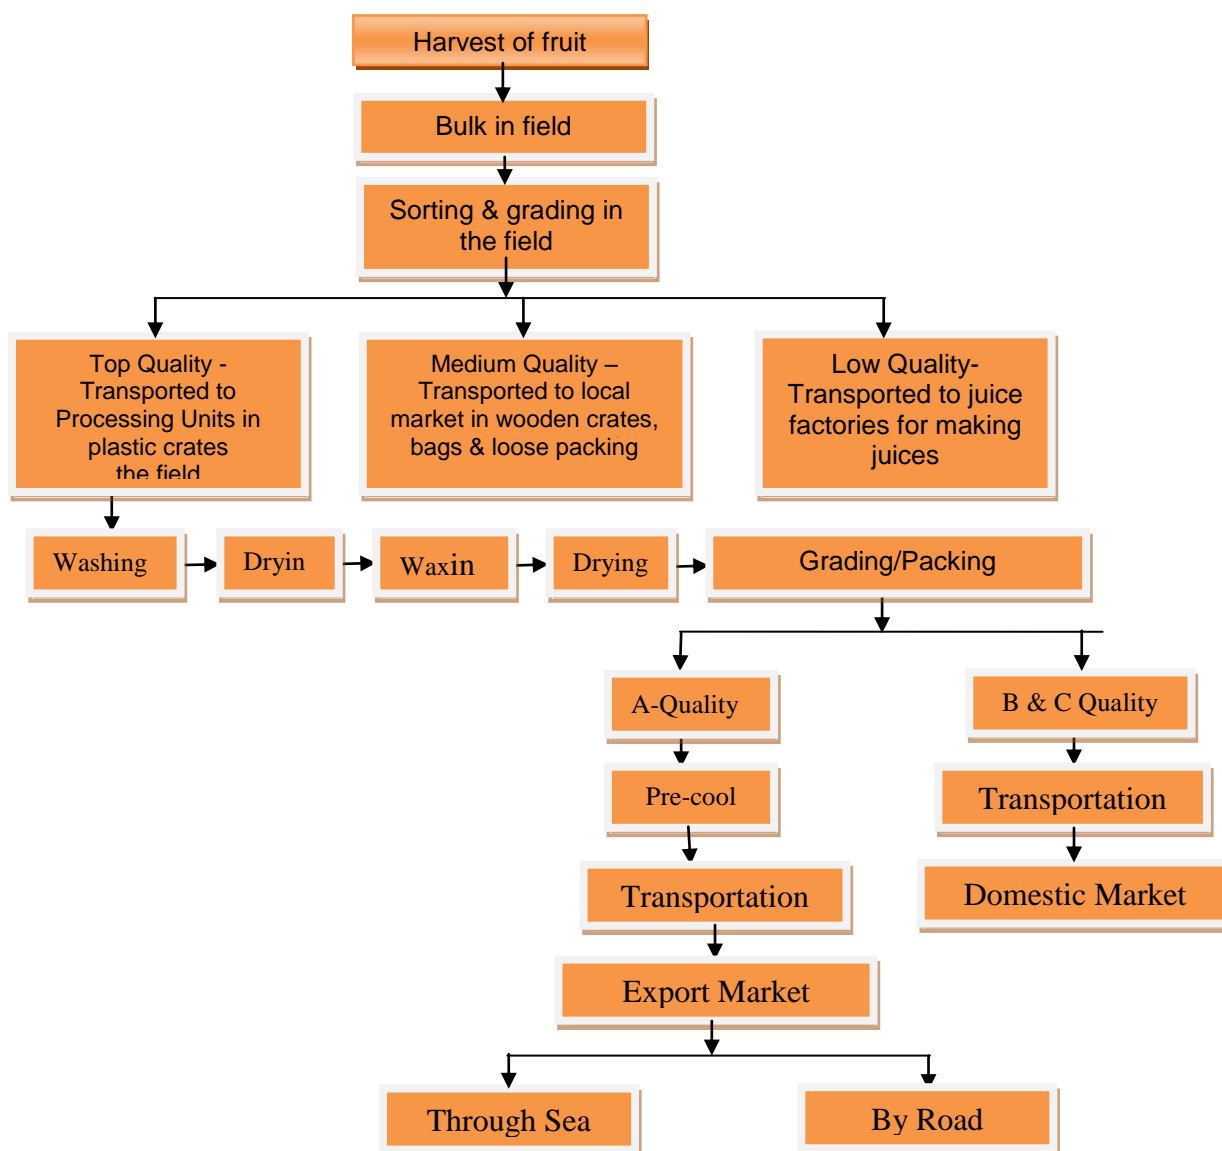 Harvest of fruit
Bulk in field
Sorting & grading in
the field
Top Quality -
Transported to
Processing Units in
plastic crates
the field
Medium Quality –
Transported to local
market in wooden crates,
bags & loose packing
Low Quality-
Transported to juice
factories for making
juices
Washing
Dryin
Waxin
Drying
Grading/Packing
A-Quality
B & C Quality
Pre-cool
Transportation
Transportation
Domestic Market
Export Market
Through Sea
By Road